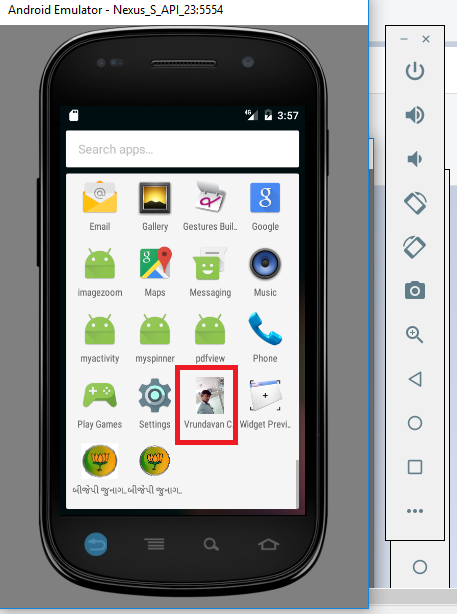 Android Emulator - Nexus_S_API_23:5554
4G 3:57
Search apps...
Email Gallery Gestures Buil.. Google
imagezoom Maps Messaging Music
myactivity myspinner pdfview Phone
Play Games Settings Vrundavan C Widget Previ..
બીજેપી જુનાગ.. બીજેપી જુનાગ..